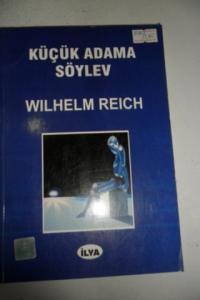 KÜÇÜK ADAMA
SÖYLEV
WILHELM REICH
İLYA